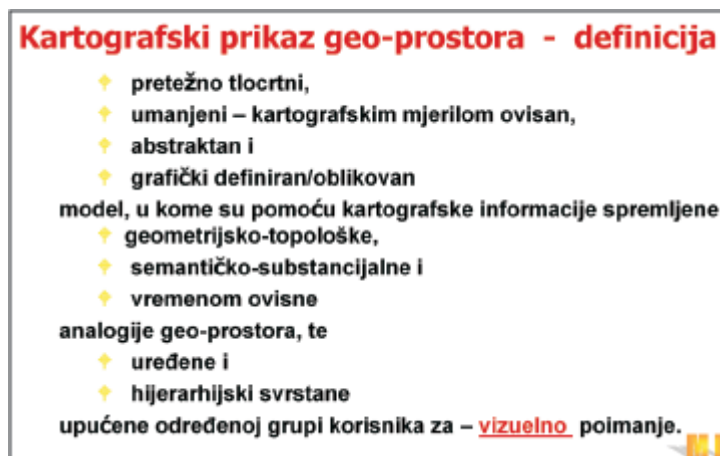 Kartografski prikaz geo-prostora - definicija
pretežno tlocrtni,
umanjeni – kartografskim mjerilom ovisan,
abstraktan i
grafički definiran/oblikovan
model, u kome su pomoću kartografske informacije spremljene
geometrijsko-topološke,
semantičko-substancijalne i
vremenom ovisne
analogije geo-prostora, te
uređene i
hijerarhijski svrstane
upućene određenoj grupi korisnika za – vizuelno poimanje.